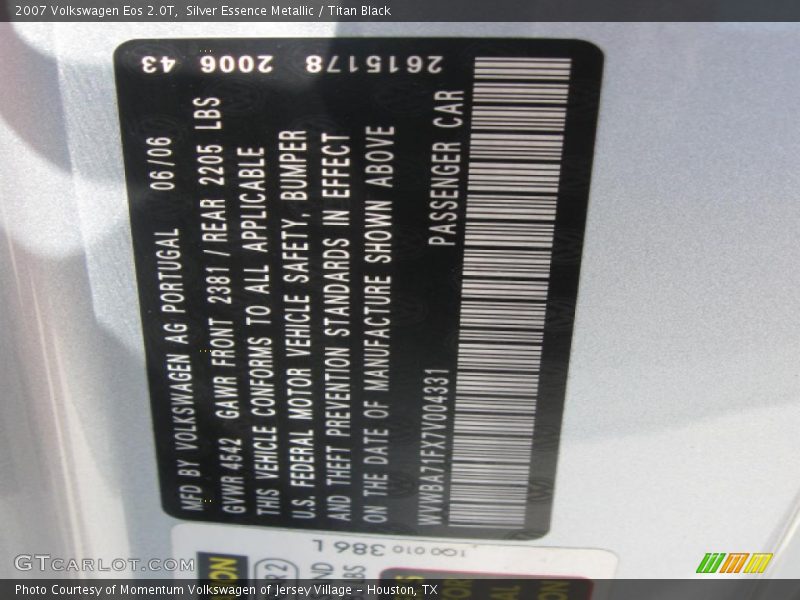 2007 Volkswagen Eos 2.0T,  Silver Essence Metallic / Titan Black
2615178 2006 43
MFD BY VOLKSWAGEN AG PORTUGAL 06/06
GVWR 4542 GAWR FRONT 2381 / REAR 2205 LBS
THIS VEHICLE CONFORMS TO ALL APPLICABLE
U.S. FEDERAL MOTOR VEHICLE SAFETY, BUMPER
AND THEFT PREVENTION STANDARDS IN EFFECT
ON THE DATE OF MANUFACTURE SHOWN ABOVE
WVWBA71FX7V004331 PASSENGER CAR
1Q0 010 386 L
GTCARLOT.COM
Photo Courtesy of Momentum Volkswagen of Jersey Village – Houston, TX